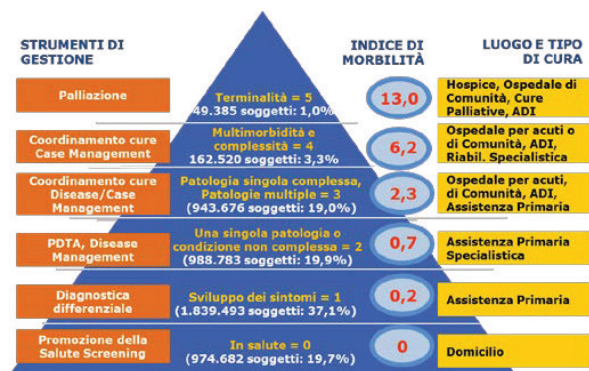 STRUMENTI DI
GESTIONE
INDICE DI
MORBILITÀ
LUOGO E TIPO
DI CURA
Palliazione
Terminalità = 5
49.385 soggetti: 1,0%)
13,0
Hospice, Ospedale di
Comunità, Cure
Palliative, ADI
Coordinamento cure
Case Management
Multimorbidità e
complessità = 4
162.520 soggetti: 3,3%)
6,2
Ospedale per acuti o
di Comunità, ADI,
Riabil. Specialistica
Coordinamento cure
Disease/Case
Management
Patologia singola complessa,
Patologie multiple = 3
(943.676 soggetti: 19,0%)
2,3
Ospedale per acuti,
di Comunità, ADI,
Assistenza Primaria
PDTA, Disease
Management
Una singola patologia o
condizione non complessa = 2
(988.783 soggetti: 19,9%)
0,7
Assistenza Primaria
Specialistica
Diagnostica
differenziale
Sviluppo dei sintomi = 1
(1.839.493 soggetti: 37,1%)
0,2
Assistenza Primaria
Promozione della
Salute Screening
In salute = 0
(974.682 soggetti: 19,7%)
0
Domicilio